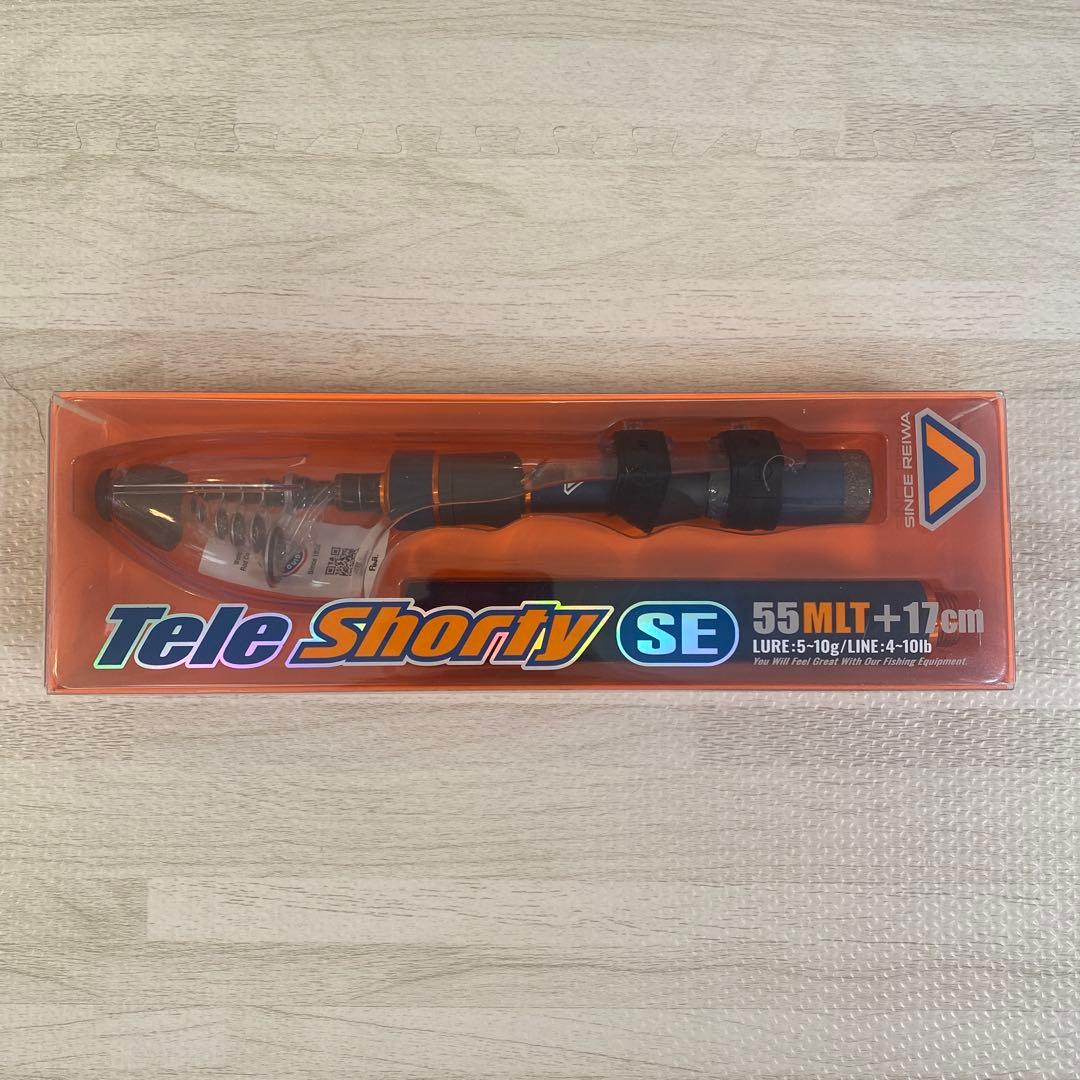 SINCE REIWA
V
Fuji.
Tele Shorty SE
55MLT+17cm
LURE:5~10g/LINE:4~10lb
You Will Feel Great With Our Fishing Equipment.